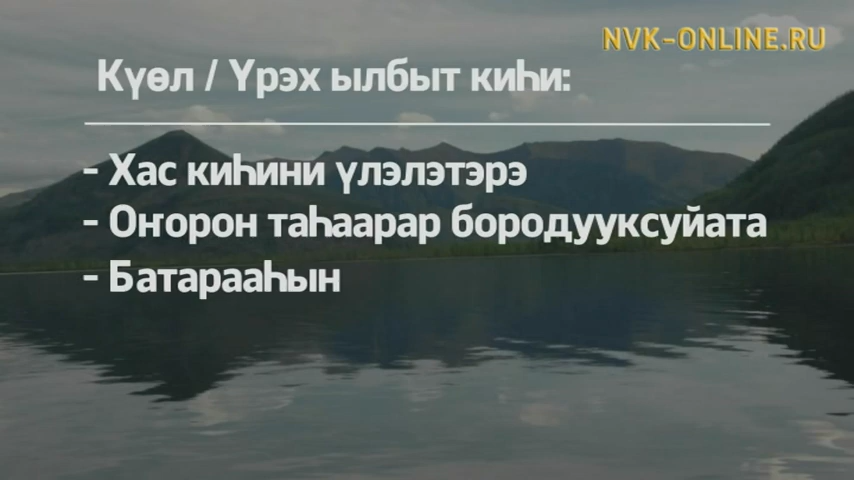 NVK-ONLINE.RU
Күөл / Үрэх ылбыт киһи:
- Хас киһини үлэлэтэрэ
- Оҥорон таһаарар бородууксуйата
- Батарааһын